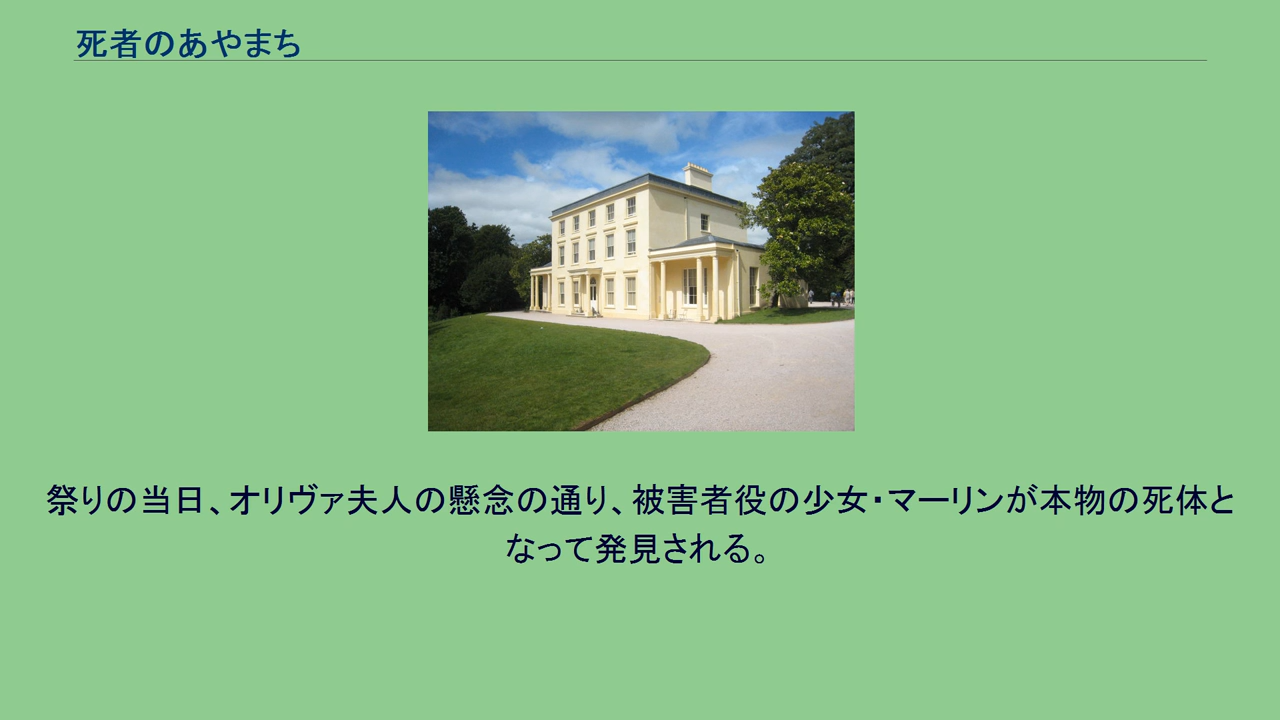 死者のあやまち
祭りの当日、オリヴァ夫人の懸念の通り、被害者役の少女・マーリンが本物の死体と
なって発見される。